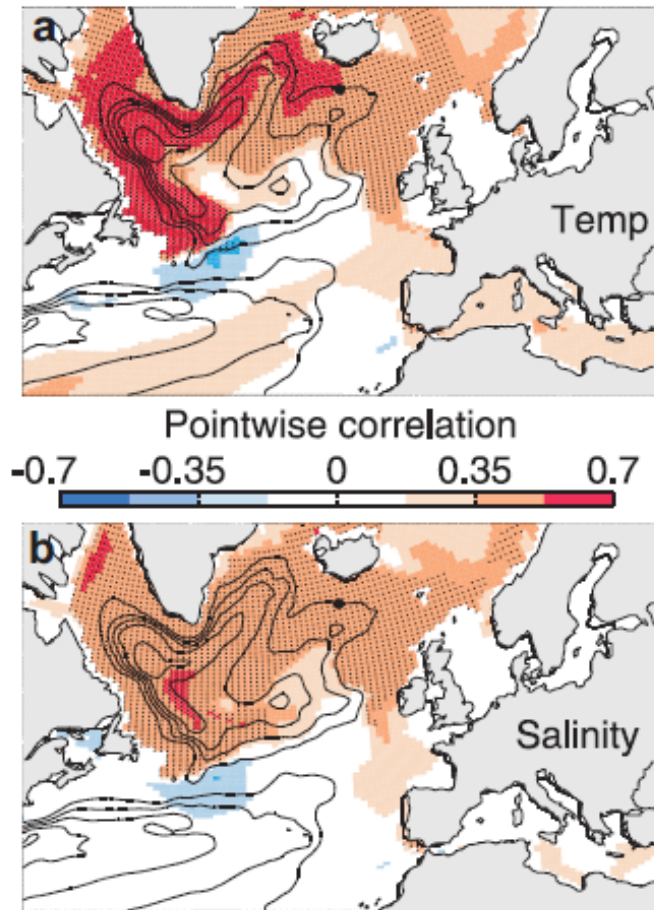 a
Temp
Pointwise correlation
-0.7 -0.35 0 0.35 0.7
b
Salinity